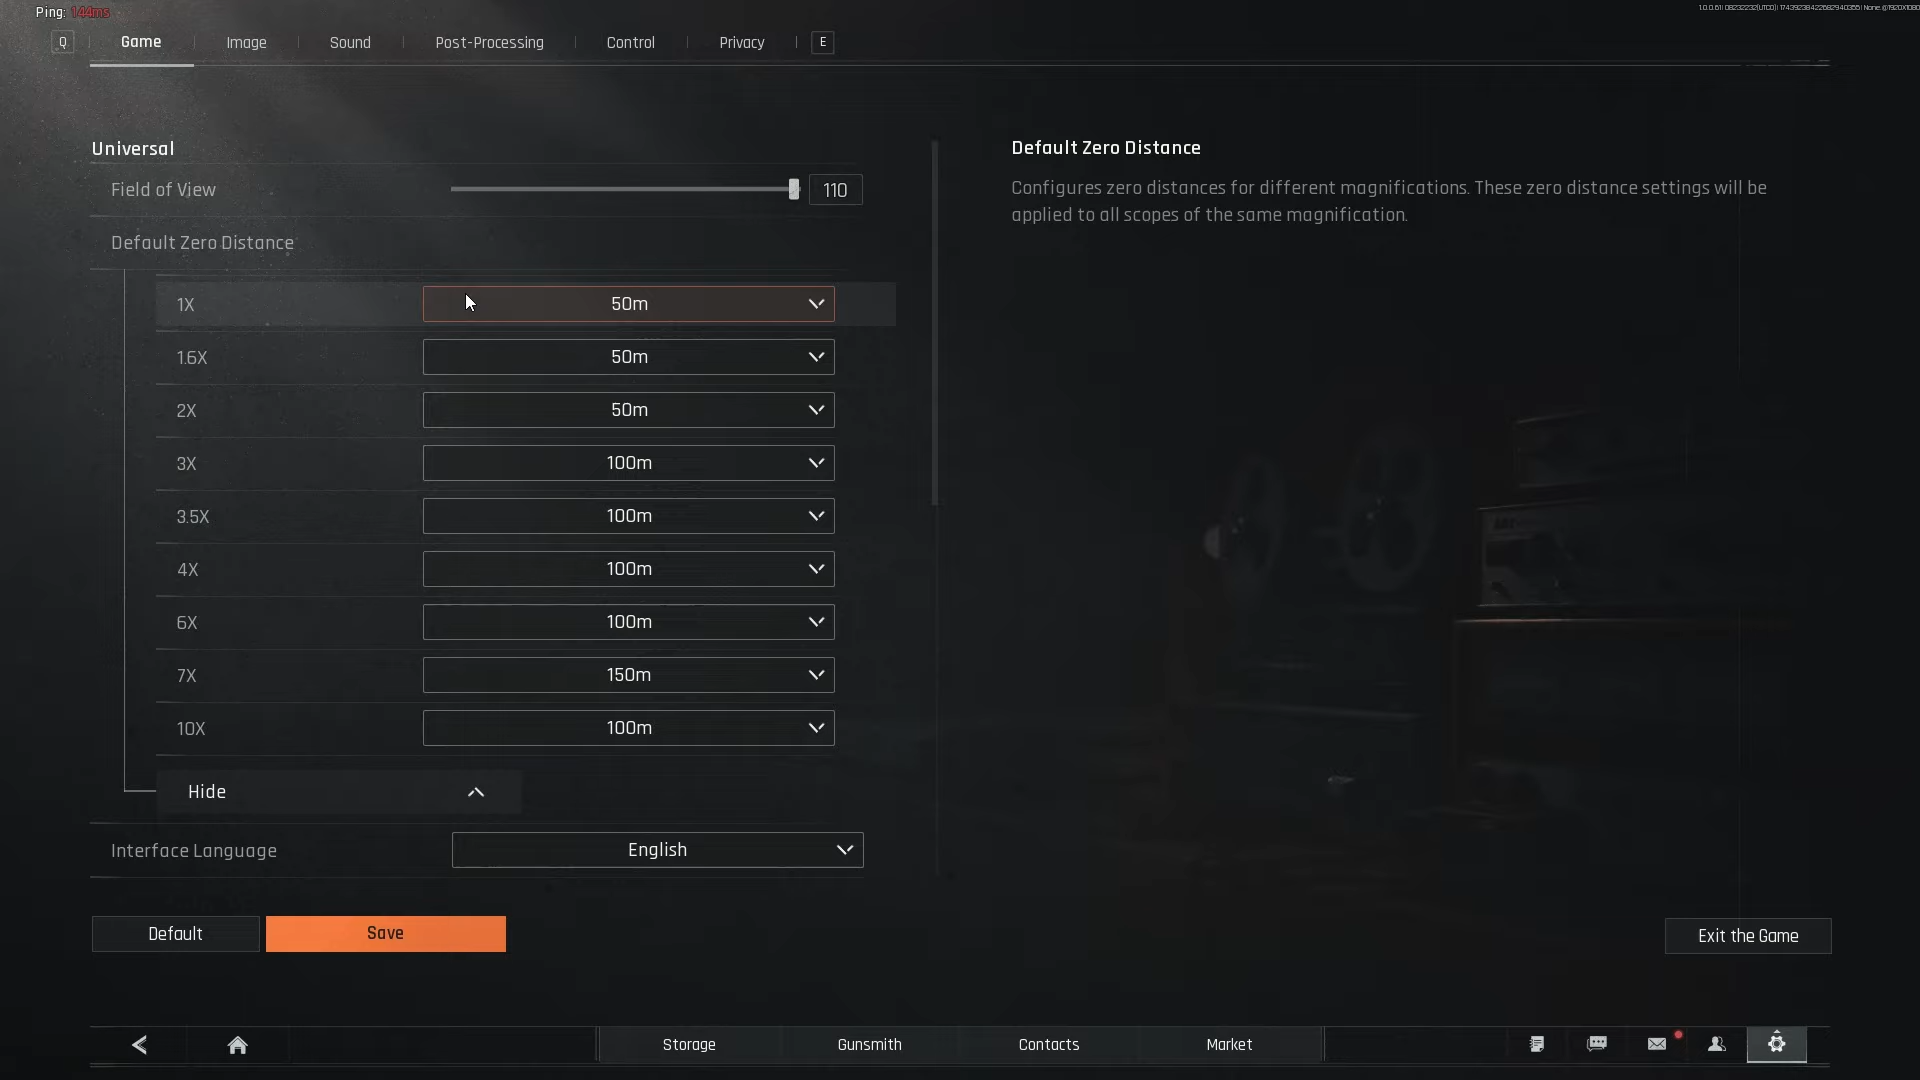 Ping: 144ms
Q
Game
Image
Sound
Post-Processing
Control
Privacy
E
Universal
Field of View 110
Default Zero Distance
1X 50m
1.6X 50m
2X 50m
3X 100m
3.5X 100m
4X 100m
6X 100m
7X 150m
10X 100m
Hide
Interface Language English
Default Zero Distance
Configures zero distances for different magnifications. These zero distance settings will be
applied to all scopes of the same magnification.
Default
Save
Exit the Game
Storage
Gunsmith
Contacts
Market